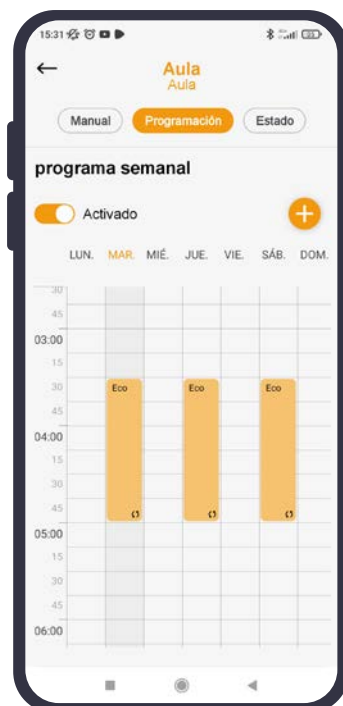 15:31
Aula
Aula
Manual Programación Estado
programa semanal
Activado
LUN. MAR. MIÉ. JUE. VIE. SÁB. DOM.
30
45
03:00
15
30 Eco Eco Eco
45
04:00
15
30
45
05:00
15
30
45
06:00